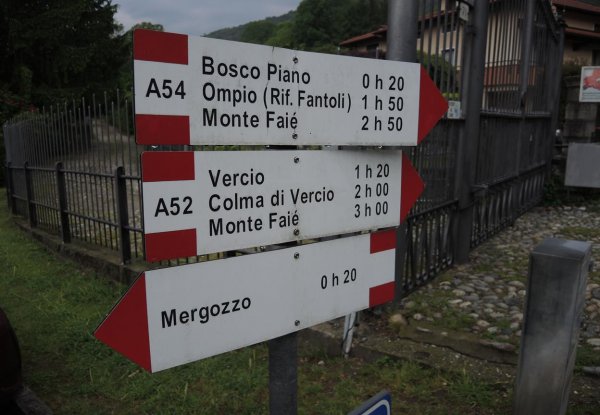 A54
Bosco Piano 0 h 20
Ompio (Rif. Fantoli) 1 h 50
Monte Faié 2 h 50
A52
Vercio 1 h 20
Colma di Vercio 2 h 00
Monte Faié 3 h 00
Mergozzo 0 h 20